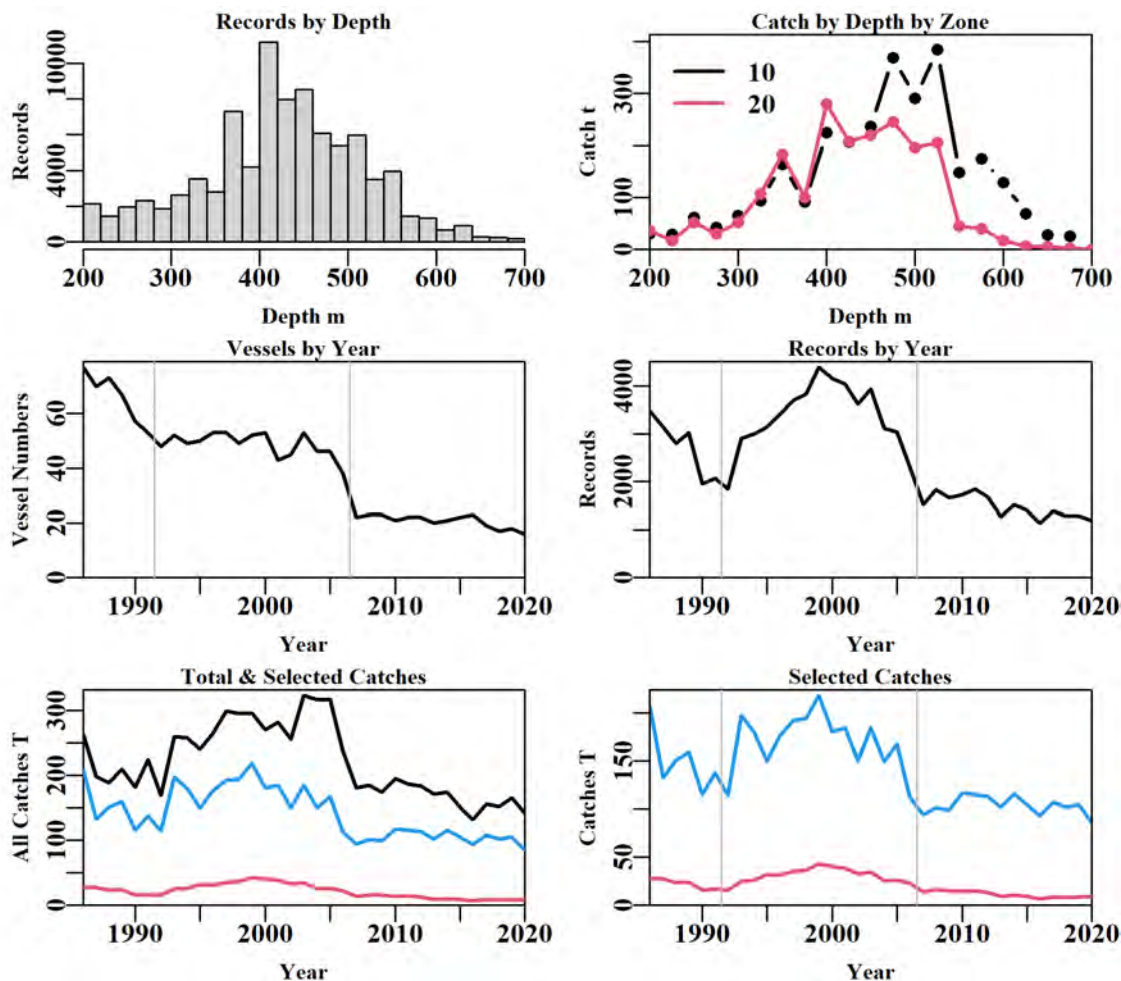 Records by Depth
Records
0 4000 10000
200 300 400 500 600 700
Depth m
Catch by Depth by Zone
Catch t
0 100 300
10
20
200 300 400 500 600 700
Depth m
Vessels by Year
Vessel Numbers
0 20 40 60
1990 2000 2010 2020
Year
Records by Year
Records
0 2000 4000
1990 2000 2010 2020
Year
Total & Selected Catches
All Catches T
0 100 200 300
1990 2000 2010 2020
Year
Selected Catches
Catches T
0 50 150
1990 2000 2010 2020
Year